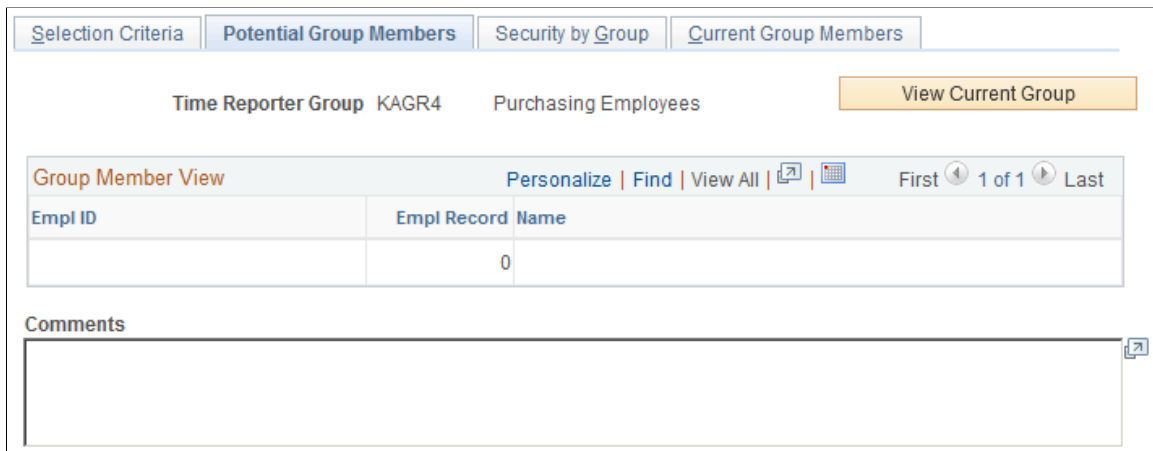 Selection Criteria Potential Group Members Security by Group Current Group Members
Time Reporter Group KAGR4 Purchasing Employees View Current Group
Group Member View Personalize | Find | View All | | First 1 of 1 Last
Empl ID Empl Record Name
0
Comments